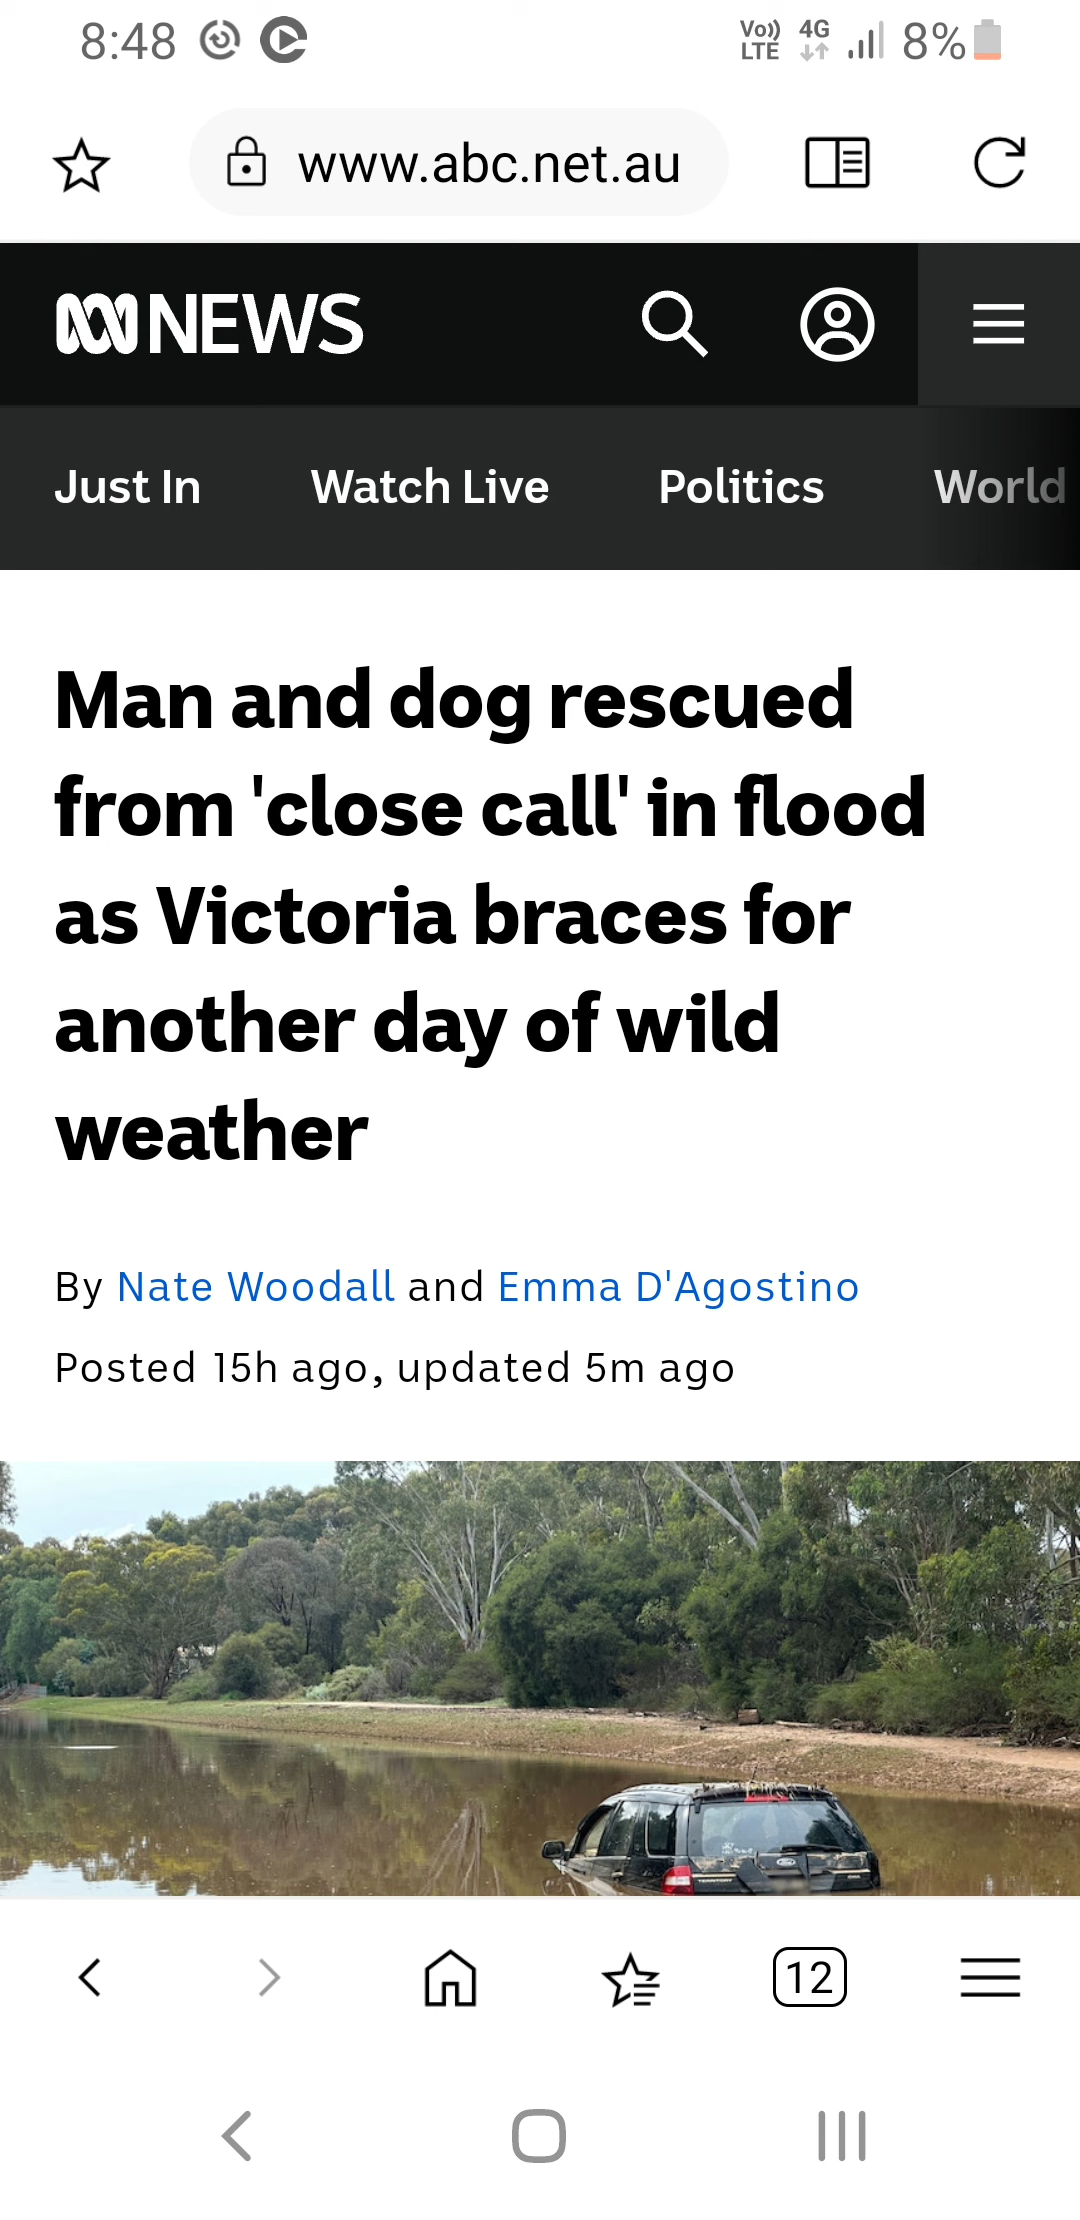 8:48 Vo)) LTE 4G 8%
www.abc.net.au
NEWS
Just In Watch Live Politics World
Man and dog rescued
from 'close call' in flood
as Victoria braces for
another day of wild
weather
By Nate Woodall and Emma D'Agostino
Posted 15h ago, updated 5m ago
Ford
TERRITORY
12